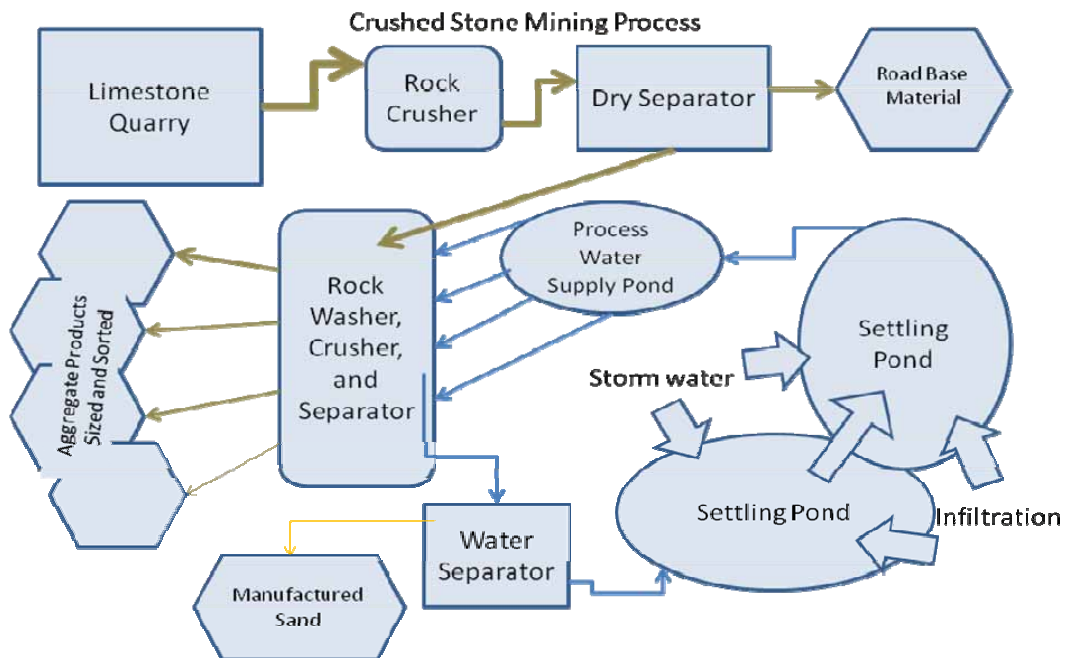 Crushed Stone Mining Process
Limestone
Quarry
Rock
Crusher
Dry Separator
Road Base
Material
Aggregate Products
Sized and Sorted
Rock
Washer,
Crusher,
and
Separator
Process
Water
Supply Pond
Settling
Pond
Storm water
Settling Pond
Infiltration
Water
Separator
Manufactured
Sand